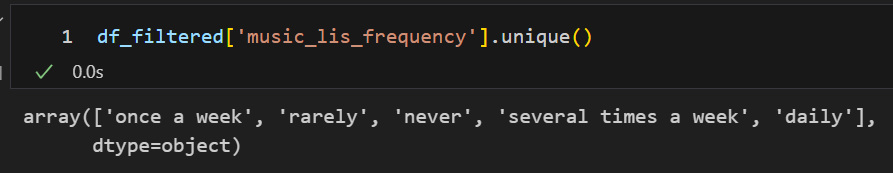 1 df_filtered['music_lis_frequency'].unique()
0.0s
array(['once a week', 'rarely', 'never', 'several times a week', 'daily'],
dtype=object)